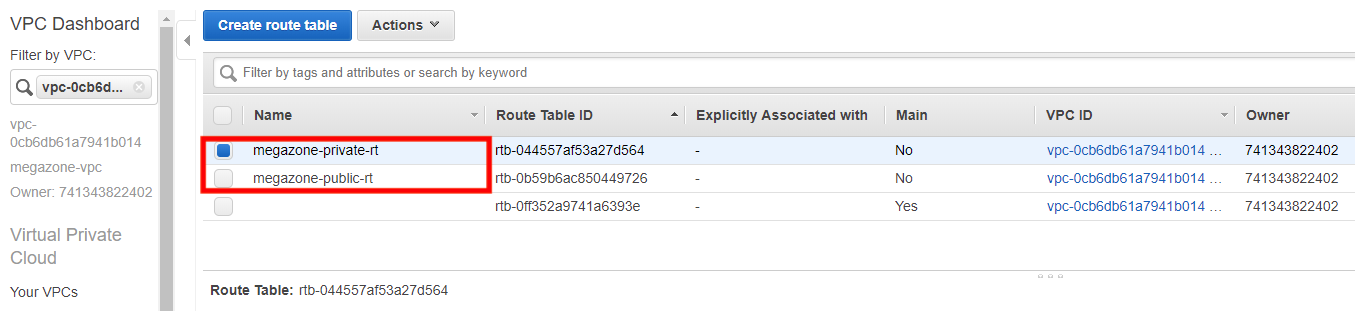 VPC Dashboard
Filter by VPC:
vpc-0cb6d...
vpc-
0cb6db61a7941b014
megazone-vpc
Owner: 741343822402
Virtual Private
Cloud
Your VPCs
Create route table Actions
Filter by tags and attributes or search by keyword
Name Route Table ID Explicitly Associated with Main VPC ID Owner
megazone-private-rt rtb-044557af53a27d564 - No vpc-0cb6db61a7941b014 ... 741343822402
megazone-public-rt rtb-0b59b6ac850449726 - No vpc-0cb6db61a7941b014 ... 741343822402
rtb-0ff352a9741a6393e - Yes vpc-0cb6db61a7941b014 ... 741343822402
Route Table: rtb-044557af53a27d564